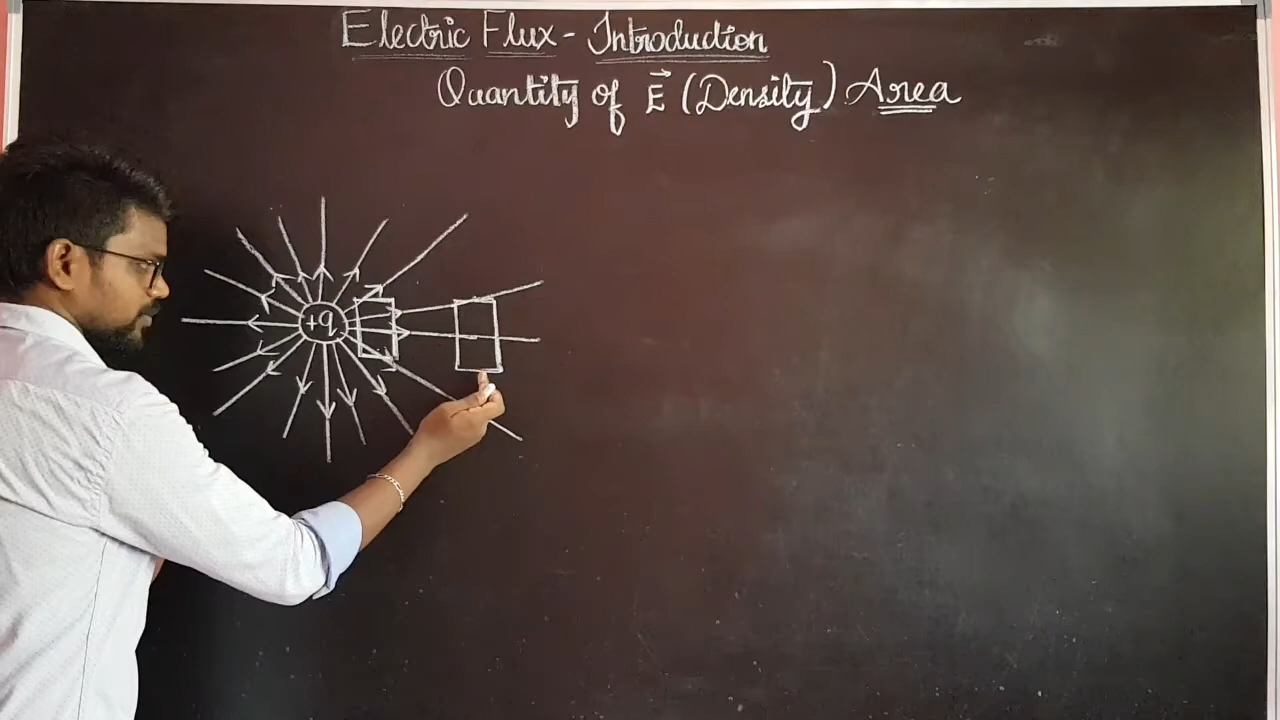 Electric Flux - Introduction
Quantity of E⃗ (Density) Area
+q